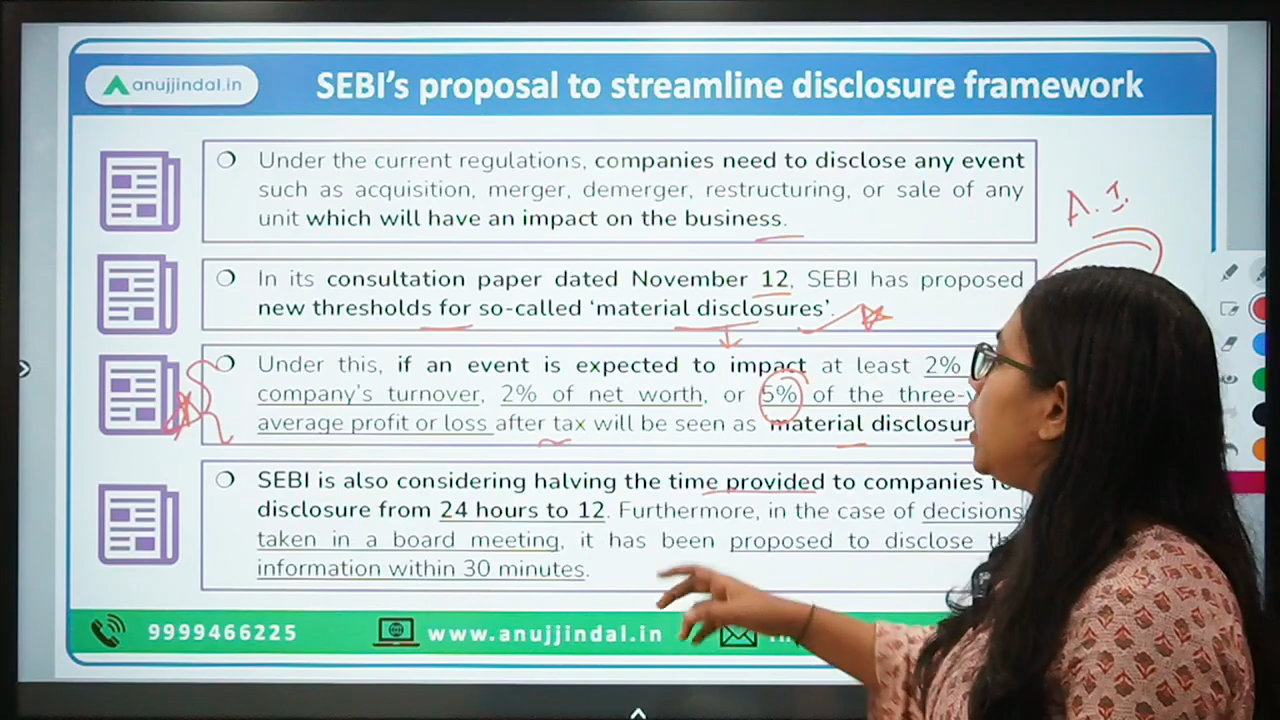 anujjindal.in
SEBI's proposal to streamline disclosure framework
Under the current regulations, companies need to disclose any event
such as acquisition, merger, demerger, restructuring, or sale of any
unit which will have an impact on the business.
A.I.
In its consultation paper dated November 12, SEBI has proposed
new thresholds for so-called 'material disclosures'.
Under this, if an event is expected to impact at least 2%
company's turnover, 2% of net worth, or 5% of the
average profit or loss after tax will be seen as 'material
SEBI is also considering halving the time provided to companies
disclosure from 24 hours to 12. Furthermore, in the case of decisions
taken in a board meeting, it has been proposed to disclose
information within 30 minutes.
9999466225
www.anujjindal.in